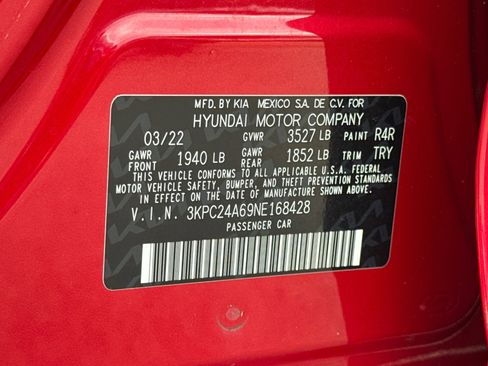 MFD. BY KIA MEXICO S.A. DE C.V. FOR
HYUNDAI MOTOR COMPANY
03/22 GVWR 3527 LB PAINT R4R
GAWR FRONT 1940 LB GAWR REAR 1852 LB TRIM TRY
THIS VEHICLE CONFORMS TO ALL APPLICABLE U.S.A. FEDERAL
MOTOR VEHICLE SAFETY, BUMPER, AND THEFT PREVENTION STANDARDS
IN EFFECT ON THE DATE OF MANUFACTURE SHOWN ABOVE.
V.I.N. 3KPC24A69NE168428
PASSENGER CAR